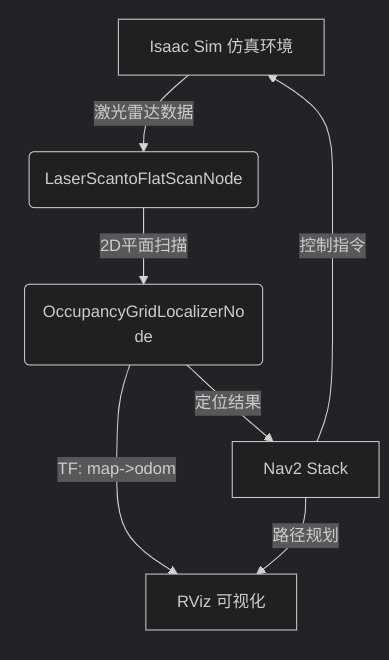 Isaac Sim 仿真环境
激光雷达数据
LaserScantoFlatScanNode
2D平面扫描
控制指令
OccupancyGridLocalizerNo
de
定位结果
TF: map->odom
Nav2 Stack
路径规划
RViz 可视化